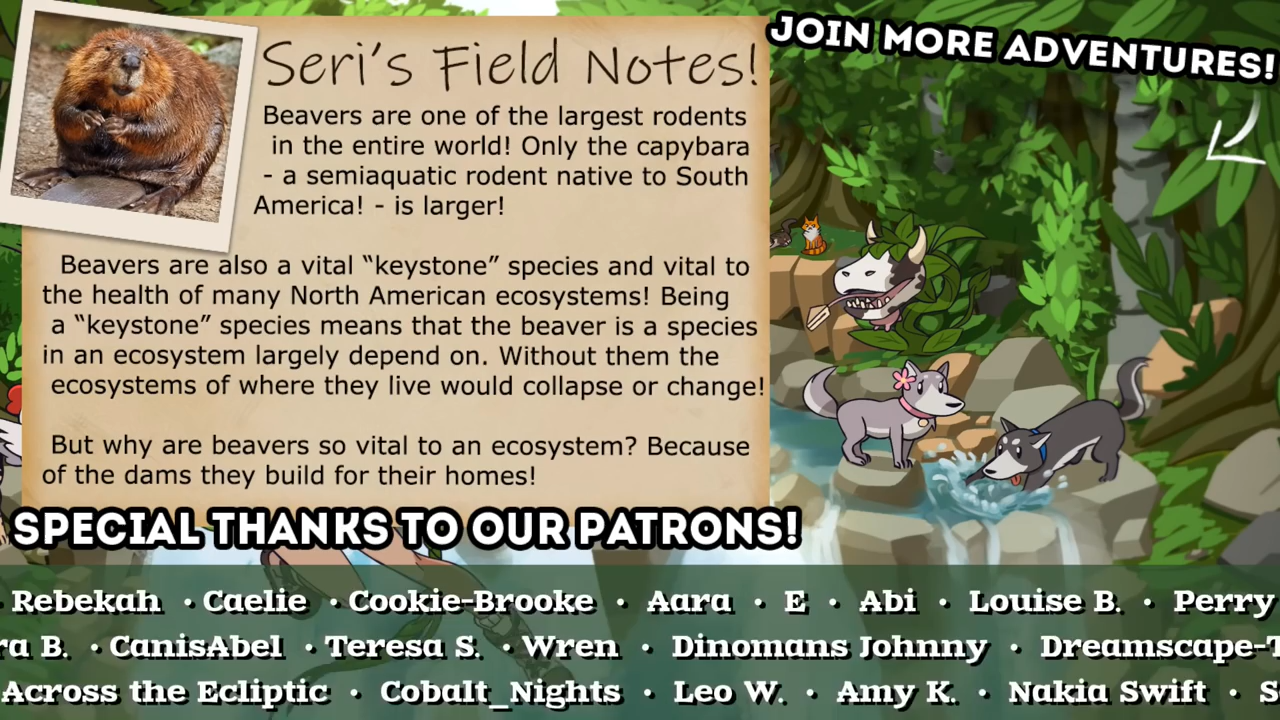 Seri's Field Notes!
JOIN MORE ADVENTURES!
Beavers are one of the largest rodents
in the entire world! Only the capybara
- a semiaquatic rodent native to South
America! - is larger!
Beavers are also a vital “keystone” species and vital to
the health of many North American ecosystems! Being
a “keystone” species means that the beaver is a species
in an ecosystem largely depend on. Without them the
ecosystems of where they live would collapse or change!
But why are beavers so vital to an ecosystem? Because
of the dams they build for their homes!
SPECIAL THANKS TO OUR PATRONS!
· Rebekah · Caelie · Cookie-Brooke · Aara · E · Abi · Louise B. · Perry
ra B. · CanisAbel · Teresa S. · Wren · Dinomans Johnny · Dreamscape-T
Across the Ecliptic · Cobalt_Nights · Leo W. · Amy K. · Nakia Swift · S